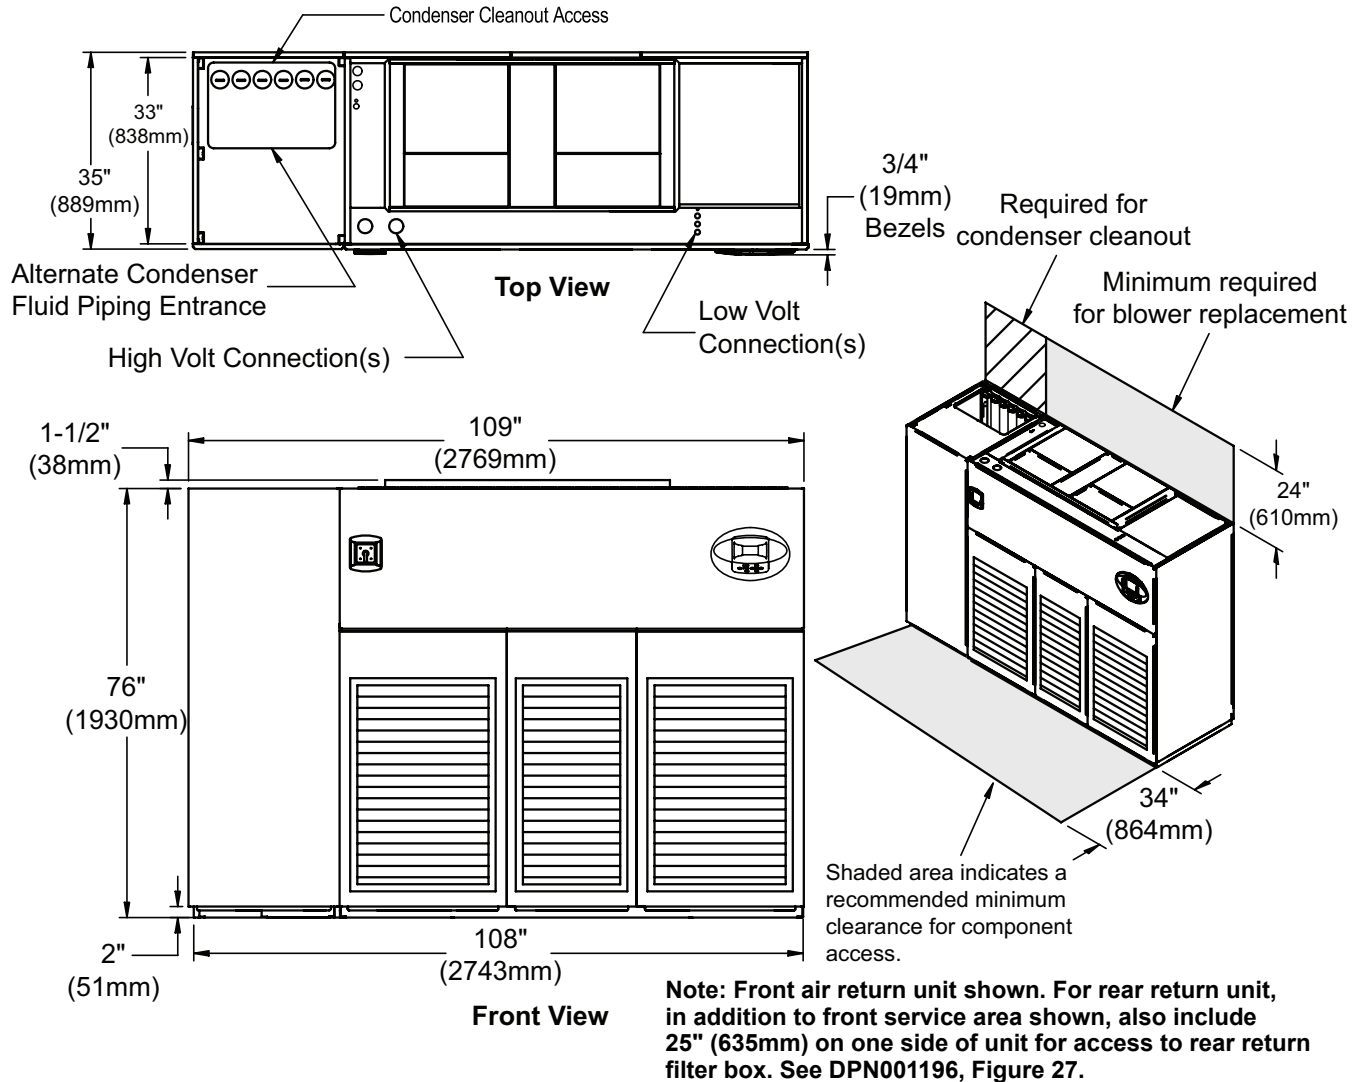 Condenser Cleanout Access
33"
(838mm)
35"
(889mm)
3/4"
(19mm)
Bezels
Alternate Condenser
Fluid Piping Entrance
Top View
High Volt Connection(s)
Low Volt
Connection(s)
Required for
condenser cleanout
Minimum required
for blower replacement
24"
(610mm)
34"
(864mm)
Shaded area indicates a
recommended minimum
clearance for component
access.
1-1/2"
(38mm)
109"
(2769mm)
76"
(1930mm)
2"
(51mm)
108"
(2743mm)
Front View
Note: Front air return unit shown. For rear return unit,
in addition to front service area shown, also include
25" (635mm) on one side of unit for access to rear return
filter box. See DPN001196, Figure 27.